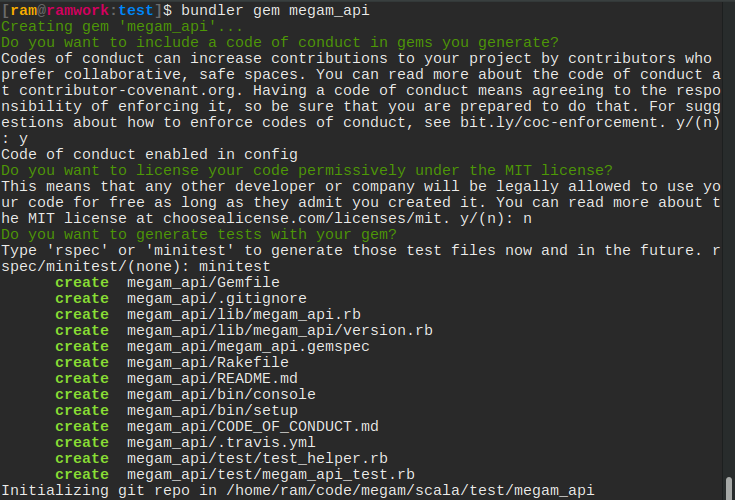 [ram@ramwork:test]$ bundler gem megam_api
Creating gem 'megam_api'...
Do you want to include a code of conduct in gems you generate?
Codes of conduct can increase contributions to your project by contributors who
prefer collaborative, safe spaces. You can read more about the code of conduct a
t contributor-covenant.org. Having a code of conduct means agreeing to the respo
nsibility of enforcing it, so be sure that you are prepared to do that. For sugg
estions about how to enforce codes of conduct, see bit.ly/coc-enforcement. y/(n)
: y
Code of conduct enabled in config
Do you want to license your code permissively under the MIT license?
This means that any other developer or company will be legally allowed to use yo
ur code for free as long as they admit you created it. You can read more about t
he MIT license at choosealicense.com/licenses/mit. y/(n): n
Do you want to generate tests with your gem?
Type 'rspec' or 'minitest' to generate those test files now and in the future. r
spec/minitest/(none): minitest
      create  megam_api/Gemfile
      create  megam_api/.gitignore
      create  megam_api/lib/megam_api.rb
      create  megam_api/lib/megam_api/version.rb
      create  megam_api/megam_api.gemspec
      create  megam_api/Rakefile
      create  megam_api/README.md
      create  megam_api/bin/console
      create  megam_api/bin/setup
      create  megam_api/CODE_OF_CONDUCT.md
      create  megam_api/.travis.yml
      create  megam_api/test/test_helper.rb
      create  megam_api/test/megam_api_test.rb
Initializing git repo in /home/ram/code/megam/scala/test/megam_api